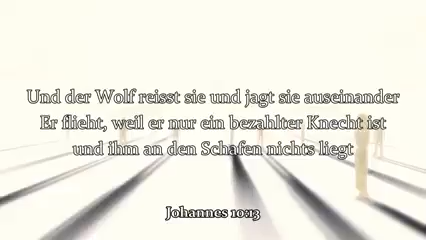 Und der Wolf reisst sie und jagt sie auseinander
Er flieht, weil er nur ein bezahlter Knecht ist
und ihm an den Schafen nichts liegt
Johannes 10:13